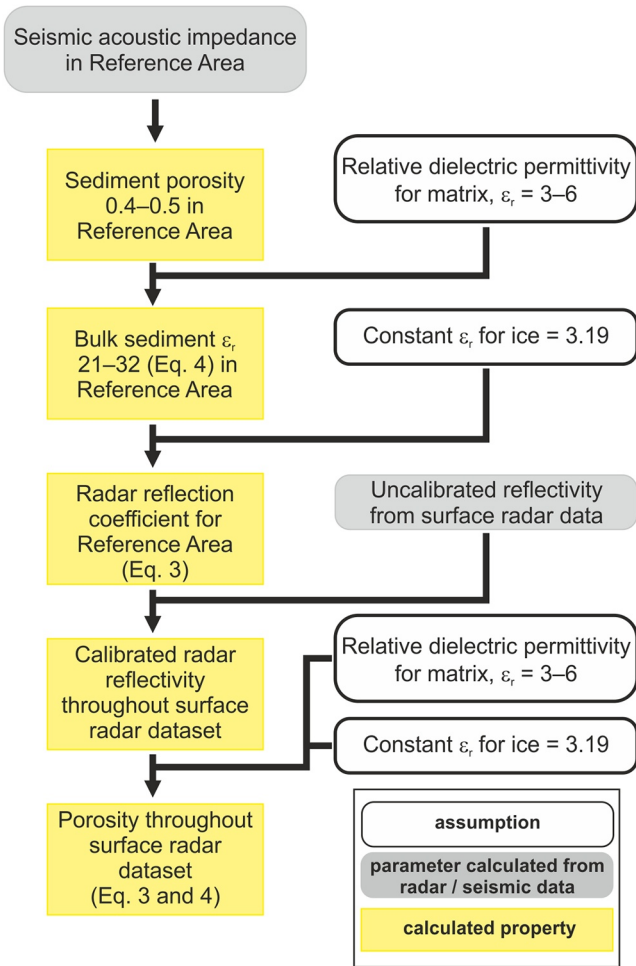 Seismic acoustic impedance
in Reference Area
Sediment porosity
0.4–0.5 in
Reference Area
Relative dielectric permittivity
for matrix, εr = 3–6
Bulk sediment εr
21–32 (Eq. 4) in
Reference Area
Constant εr for ice = 3.19
Radar reflection
coefficient for
Reference Area
(Eq. 3)
Uncalibrated reflectivity
from surface radar data
Calibrated radar
reflectivity
throughout surface
radar dataset
Relative dielectric permittivity
for matrix, εr = 3–6
Constant εr for ice = 3.19
Porosity throughout
surface radar
dataset
(Eq. 3 and 4)
assumption
parameter calculated from
radar / seismic data
calculated property